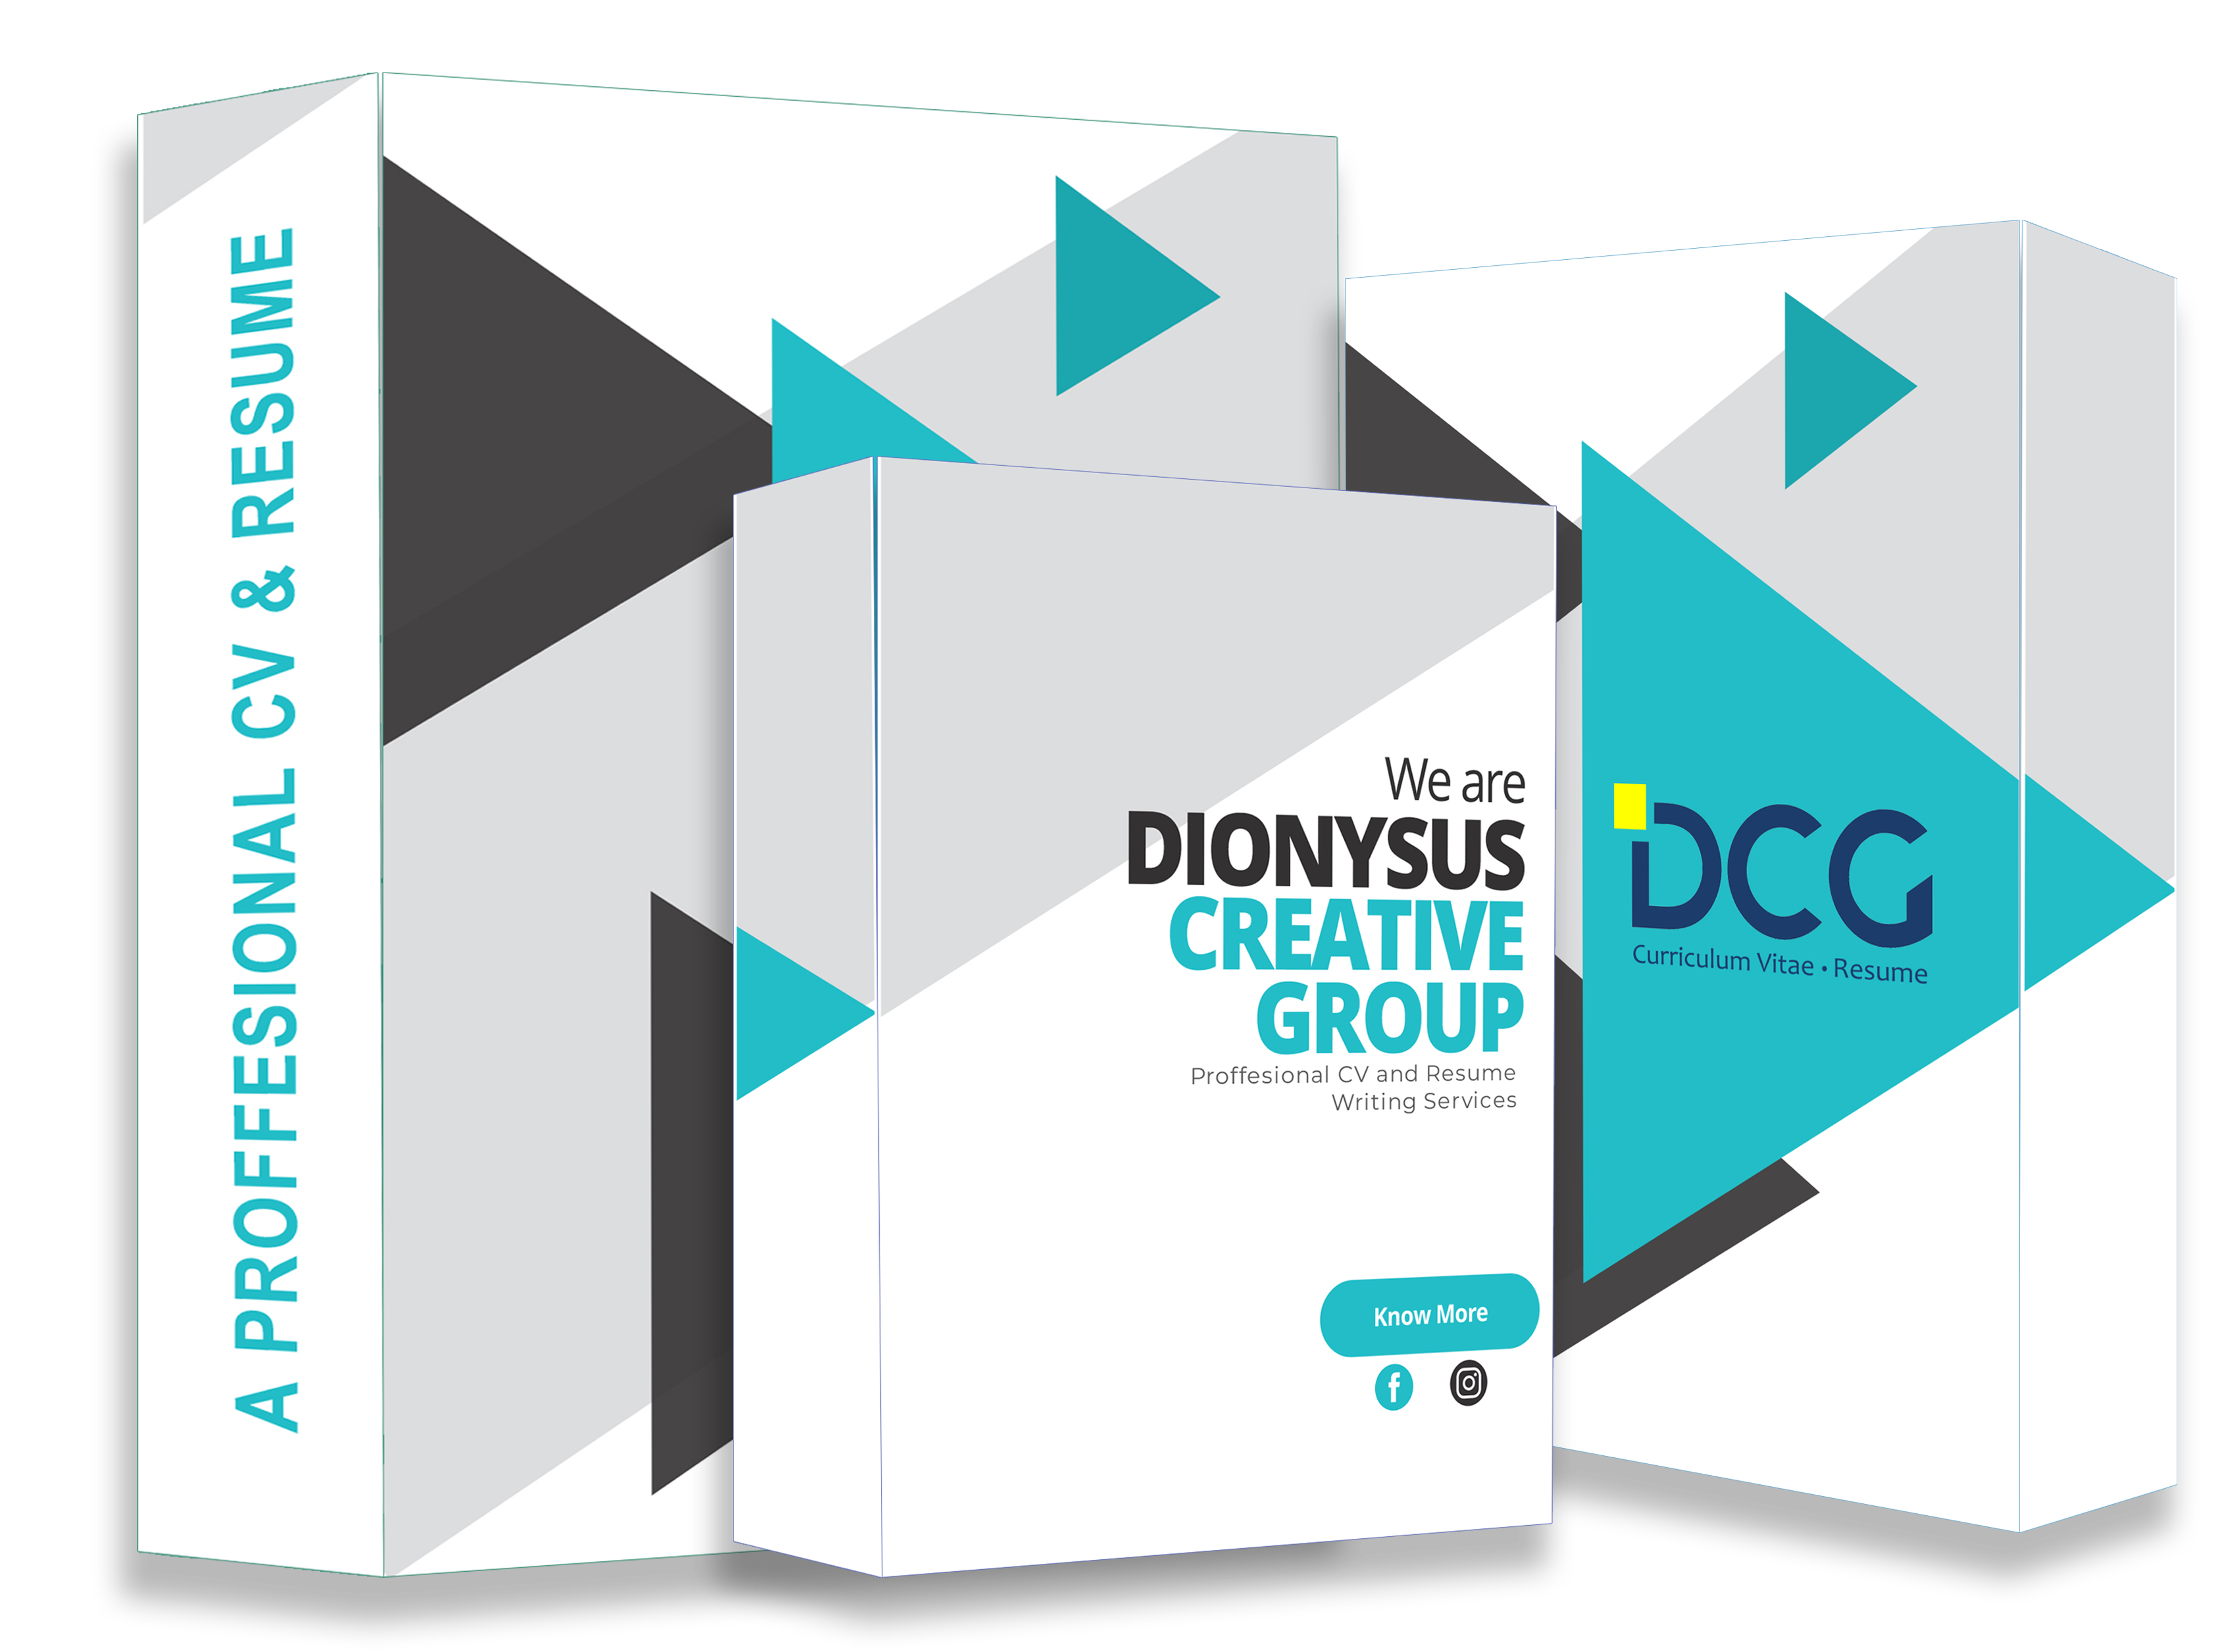 A PROFFESIONAL CV & RESUME
We are
DIONYSUS
CREATIVE
GROUP
Proffesional CV and Resume
Writing Services
Know More
DCG
Curriculum Vitae • Resume